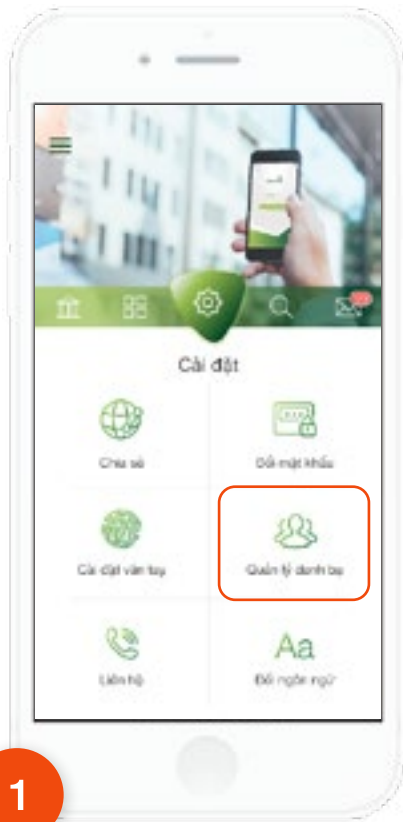 Cài đặt
Chia sẻ
Đổi mật khẩu
Cài đặt vân tay
Quản lý danh bạ
Liên hệ
Aa
Đổi ngôn ngữ
1